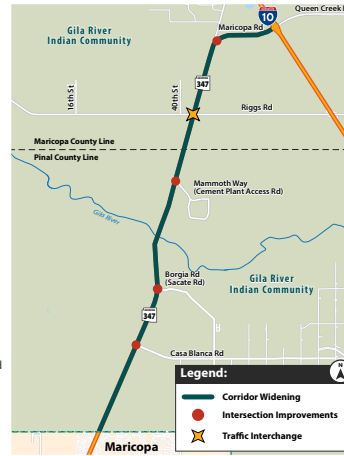 Gila River
Indian Community
Maricopa Rd
10
Queen Creek
347
16th St
40th St
Riggs Rd
Maricopa County Line
Pinal County Line
Mammoth Way
(Cement Plant Access Rd)
Gila River
Borgia Rd
(Sacate Rd)
Gila River
Indian Community
347
Casa Blanca Rd
Legend:
N
Corridor Widening
Intersection Improvements
Traffic Interchange
Maricopa